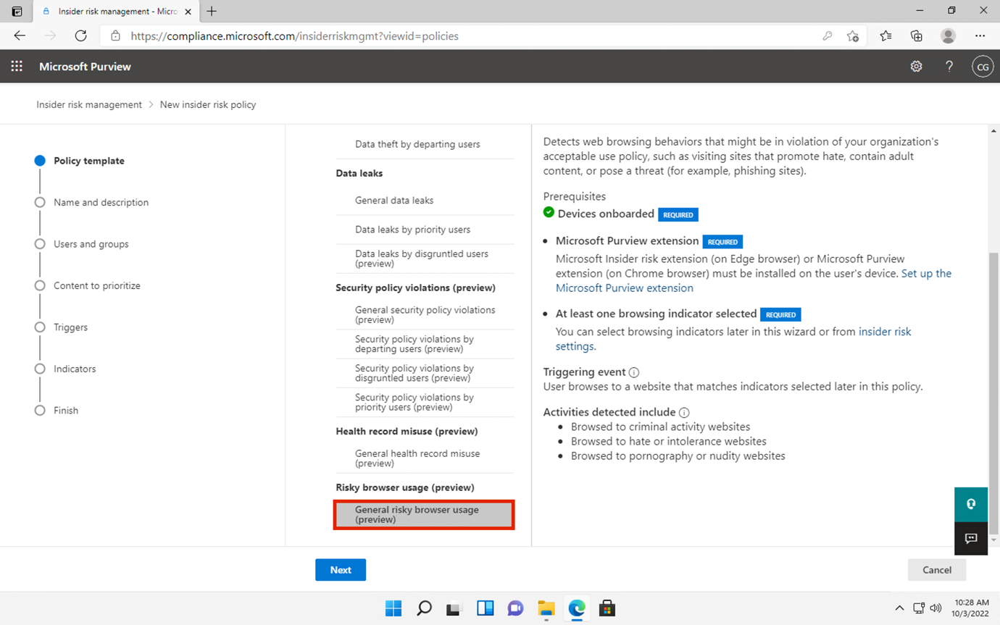 Insider risk management - Micro
https://compliance.microsoft.com/insiderriskmgmt?viewid=policies
Microsoft Purview
CG
Insider risk management > New insider risk policy
Policy template
Name and description
Users and groups
Content to prioritize
Triggers
Indicators
Finish
Data theft by departing users
Data leaks
General data leaks
Data leaks by priority users
Data leaks by disgruntled users
(preview)
Security policy violations (preview)
General security policy violations
(preview)
Security policy violations by
departing users (preview)
Security policy violations by
disgruntled users (preview)
Security policy violations by
priority users (preview)
Health record misuse (preview)
General health record misuse
(preview)
Risky browser usage (preview)
General risky browser usage
(preview)
Detects web browsing behaviors that might be in violation of your organization's
acceptable use policy, such as visiting sites that promote hate, contain adult
content, or pose a threat (for example, phishing sites).
Prerequisites
Devices onboarded REQUIRED
• Microsoft Purview extension REQUIRED
Microsoft Insider risk extension (on Edge browser) or Microsoft Purview
extension (on Chrome browser) must be installed on the user's device. Set up the
Microsoft Purview extension
• At least one browsing indicator selected REQUIRED
You can select browsing indicators later in this wizard or from insider risk
settings.
Triggering event
User browses to a website that matches indicators selected later in this policy.
Activities detected include
• Browsed to criminal activity websites
• Browsed to hate or intolerance websites
• Browsed to pornography or nudity websites
Next
Cancel
10:28 AM
10/3/2022